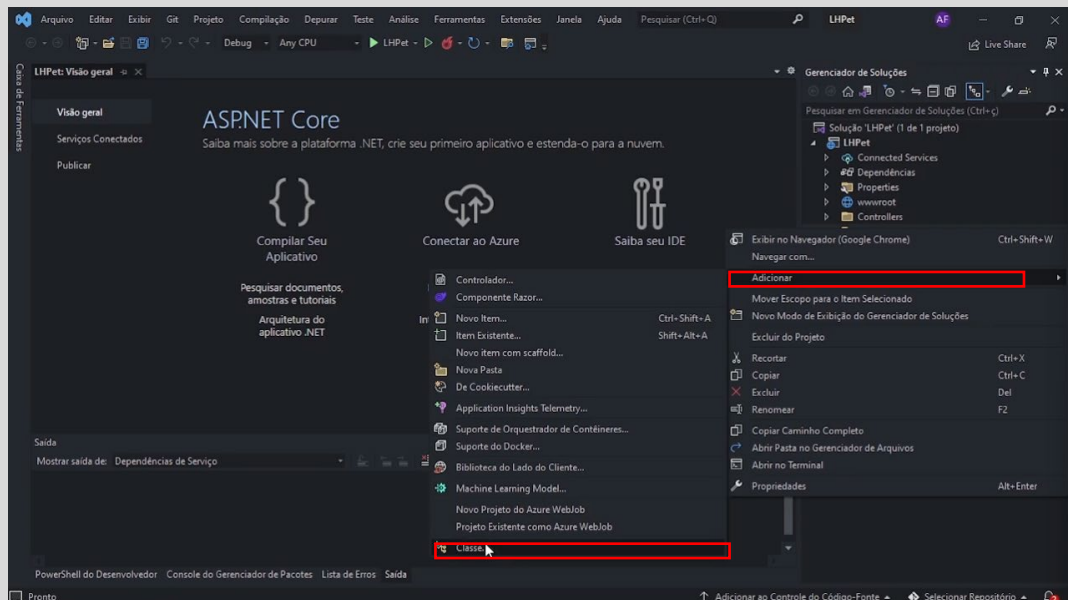 Arquivo Editar Exibir Git Projeto Compilação Depurar Teste Análise Ferramentas Extensões Janela Ajuda Pesquisar (Ctrl+Q) LHPet AF
Debug Any CPU LHPet Live Share
Caixa de Ferramentas
LHPet: Visão geral
Visão geral
Serviços Conectados
Publicar
ASP.NET Core
Saiba mais sobre a plataforma .NET, crie seu primeiro aplicativo e estenda-o para a nuvem.
Compilar Seu
Aplicativo
Pesquisar documentos,
amostras e tutoriais
Arquitetura do
aplicativo .NET
Conectar ao Azure
Saiba seu IDE
Gerenciador de Soluções
Pesquisar em Gerenciador de Soluções (Ctrl+ç)
Solução 'LHPet' (1 de 1 projeto)
LHPet
Connected Services
Dependências
Properties
wwwroot
Controllers
Exibir no Navegador (Google Chrome) Ctrl+Shift+W
Navegar com...
Adicionar
Mover Escopo para o Item Selecionado
Novo Modo de Exibição do Gerenciador de Soluções
Excluir do Projeto
Recortar Ctrl+X
Copiar Ctrl+C
Excluir Del
Renomear F2
Copiar Caminho Completo
Abrir Pasta no Gerenciador de Arquivos
Abrir no Terminal
Propriedades Alt+Enter
Controlador...
Componente Razor...
Novo Item... Ctrl+Shift+A
Item Existente... Shift+Alt+A
Novo item com scaffold...
Nova Pasta
De Cookiecutter...
Application Insights Telemetry...
Suporte de Orquestrador de Contêineres...
Suporte do Docker...
Biblioteca do Lado do Cliente...
Machine Learning Model...
Novo Projeto do Azure WebJob
Projeto Existente como Azure WebJob
Classe...
Saída
Mostrar saída de: Dependências de Serviço
PowerShell do Desenvolvedor Console do Gerenciador de Pacotes Lista de Erros Saída
Pronto Adicionar ao Controle do Código-Fonte Selecionar Repositório